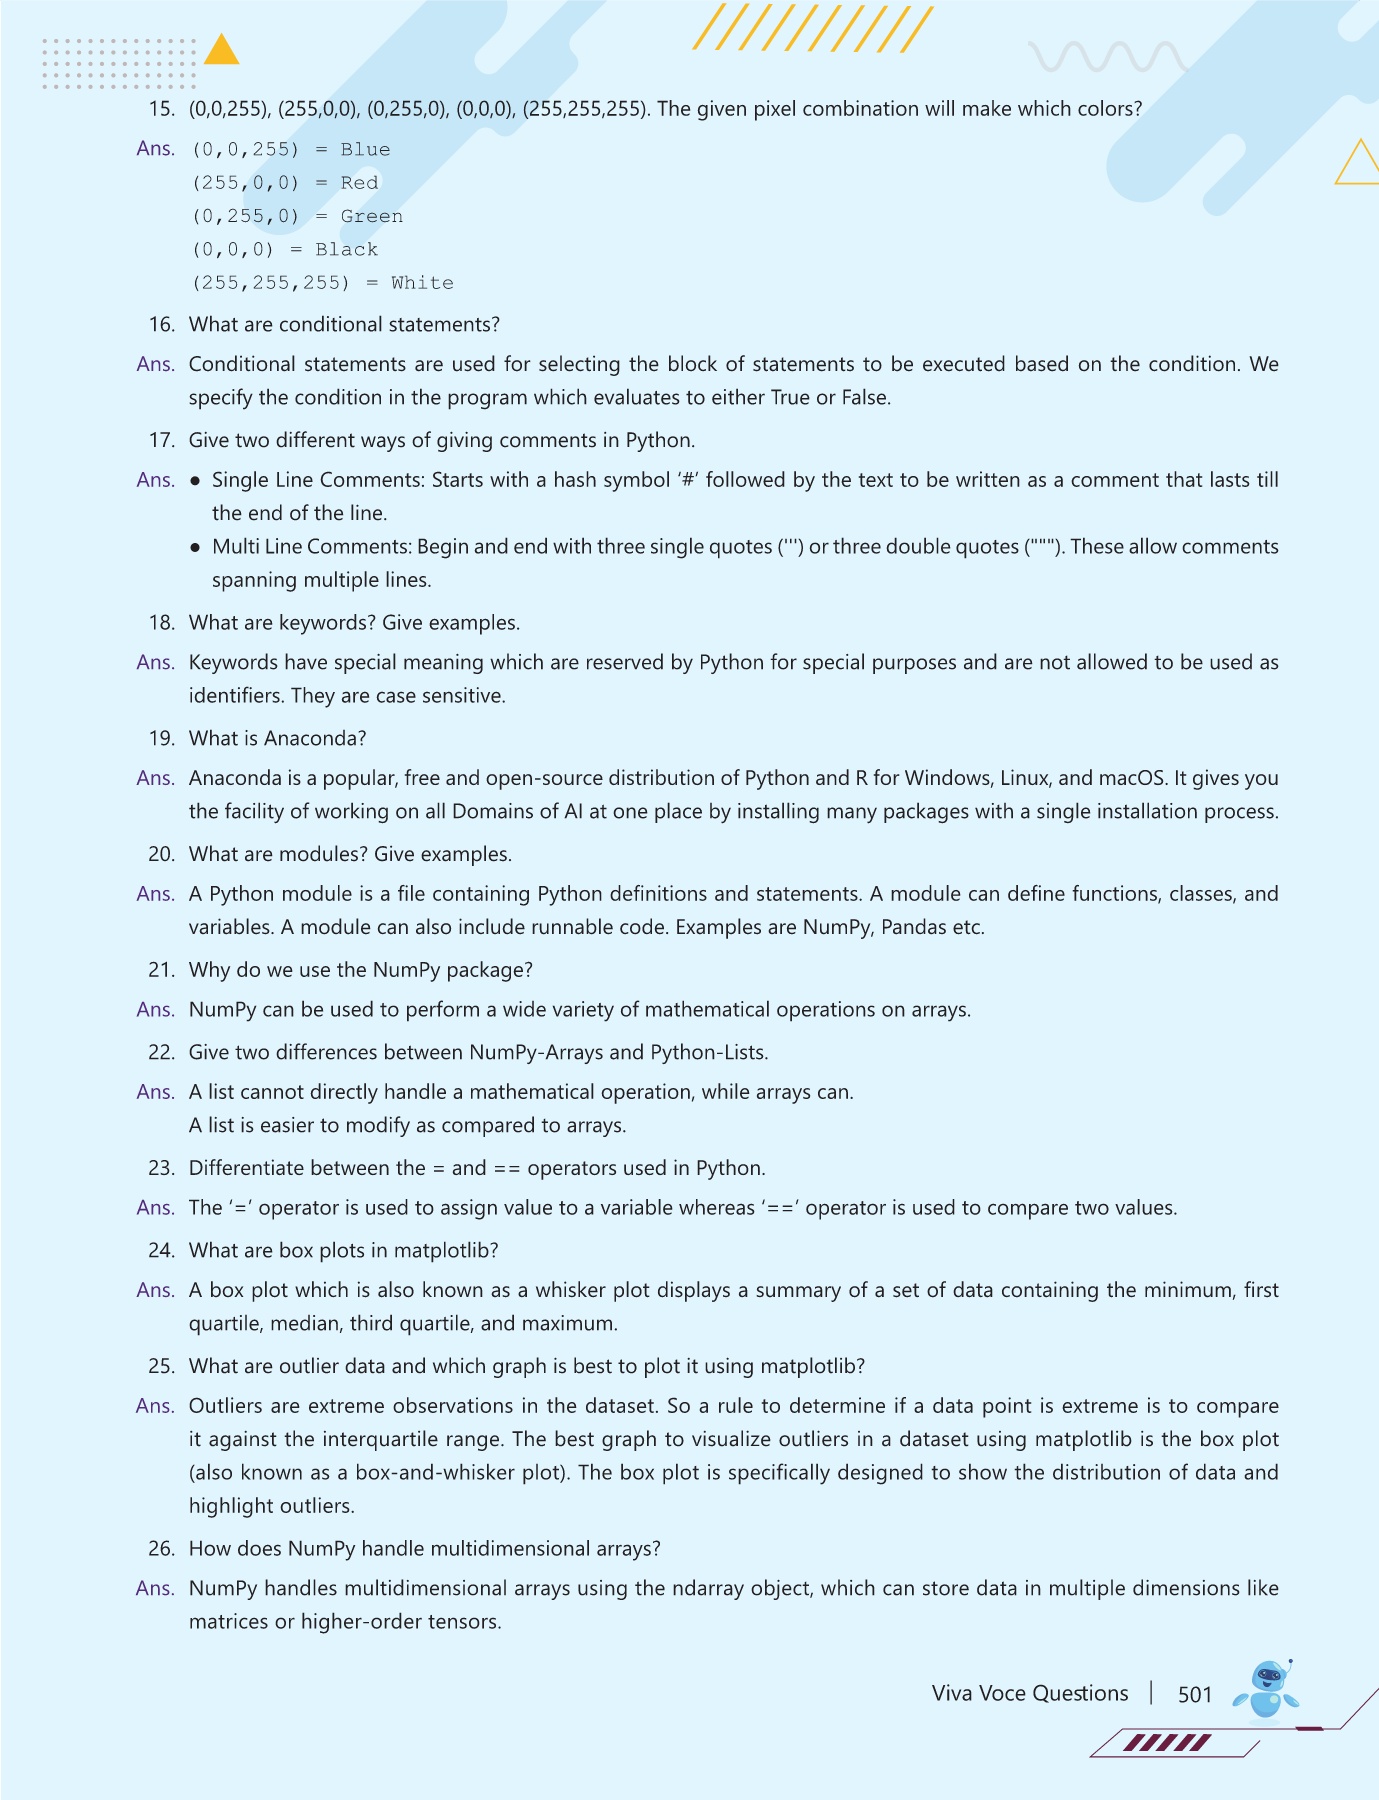 15. (0,0,255), (255,0,0), (0,255,0), (0,0,0), (255,255,255). The given pixel combination will make which colors?
Ans. (0,0,255) = Blue
(255,0,0) = Red
(0,255,0) = Green
(0,0,0) = Black
(255,255,255) = White
16. What are conditional statements?
Ans. Conditional statements are used for selecting the block of statements to be executed based on the condition. We
specify the condition in the program which evaluates to either True or False.
17. Give two different ways of giving comments in Python.
Ans. ● Single Line Comments: Starts with a hash symbol ‘#’ followed by the text to be written as a comment that lasts till
the end of the line.
● Multi Line Comments: Begin and end with three single quotes (''') or three double quotes ("""). These allow comments
spanning multiple lines.
18. What are keywords? Give examples.
Ans. Keywords have special meaning which are reserved by Python for special purposes and are not allowed to be used as
identifiers. They are case sensitive.
19. What is Anaconda?
Ans. Anaconda is a popular, free and open-source distribution of Python and R for Windows, Linux, and macOS. It gives you
the facility of working on all Domains of AI at one place by installing many packages with a single installation process.
20. What are modules? Give examples.
Ans. A Python module is a file containing Python definitions and statements. A module can define functions, classes, and
variables. A module can also include runnable code. Examples are NumPy, Pandas etc.
21. Why do we use the NumPy package?
Ans. NumPy can be used to perform a wide variety of mathematical operations on arrays.
22. Give two differences between NumPy-Arrays and Python-Lists.
Ans. A list cannot directly handle a mathematical operation, while arrays can.
A list is easier to modify as compared to arrays.
23. Differentiate between the = and == operators used in Python.
Ans. The ‘=’ operator is used to assign value to a variable whereas ‘==’ operator is used to compare two values.
24. What are box plots in matplotlib?
Ans. A box plot which is also known as a whisker plot displays a summary of a set of data containing the minimum, first
quartile, median, third quartile, and maximum.
25. What are outlier data and which graph is best to plot it using matplotlib?
Ans. Outliers are extreme observations in the dataset. So a rule to determine if a data point is extreme is to compare
it against the interquartile range. The best graph to visualize outliers in a dataset using matplotlib is the box plot
(also known as a box-and-whisker plot). The box plot is specifically designed to show the distribution of data and
highlight outliers.
26. How does NumPy handle multidimensional arrays?
Ans. NumPy handles multidimensional arrays using the ndarray object, which can store data in multiple dimensions like
matrices or higher-order tensors.
Viva Voce Questions | 501